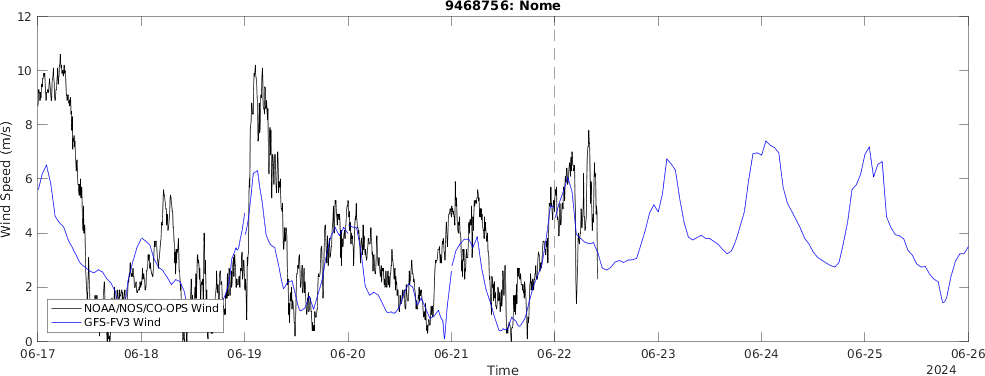 9468756: Nome
12
10
8
6
4
2
0
Wind Speed (m/s)
NOAA/NOS/CO-OPS Wind
GFS-FV3 Wind
06-17 06-18 06-19 06-20 06-21 06-22 06-23 06-24 06-25 06-26
Time
2024